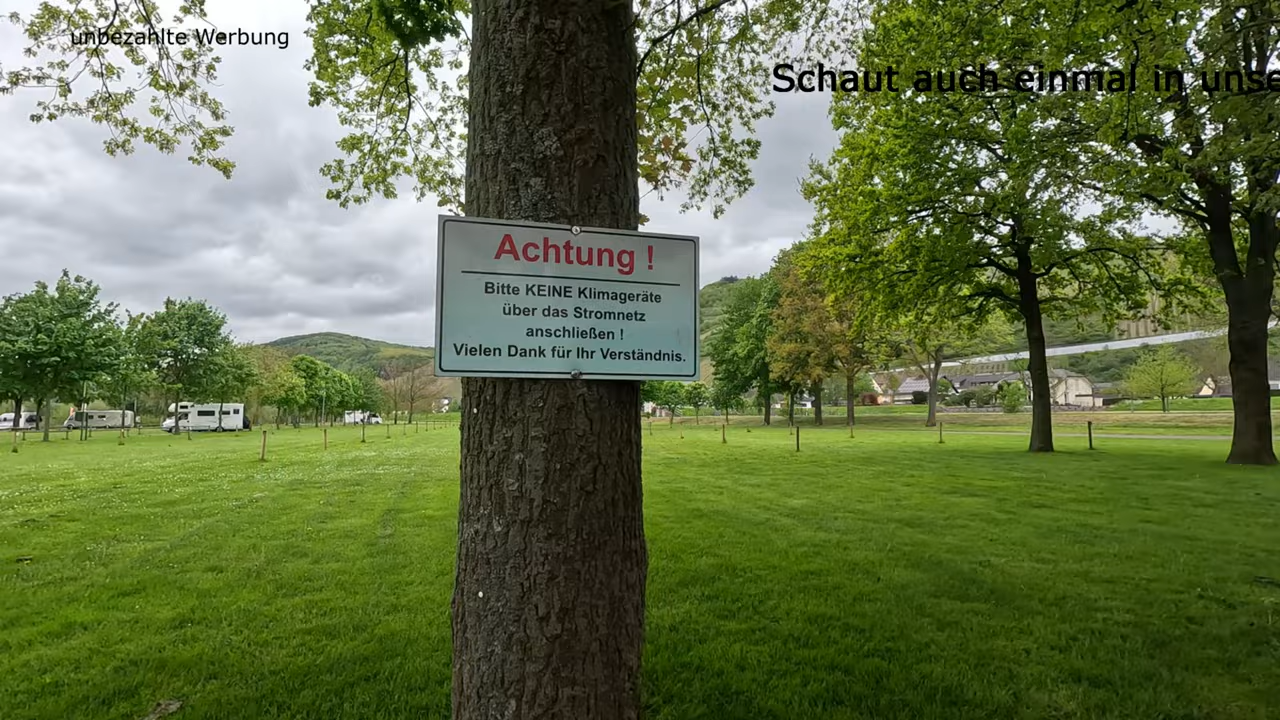 unbezahlte Werbung
Schaut auch einmal in unse
Achtung !
Bitte KEINE Klimageräte
über das Stromnetz
anschließen !
Vielen Dank für Ihr Verständnis.